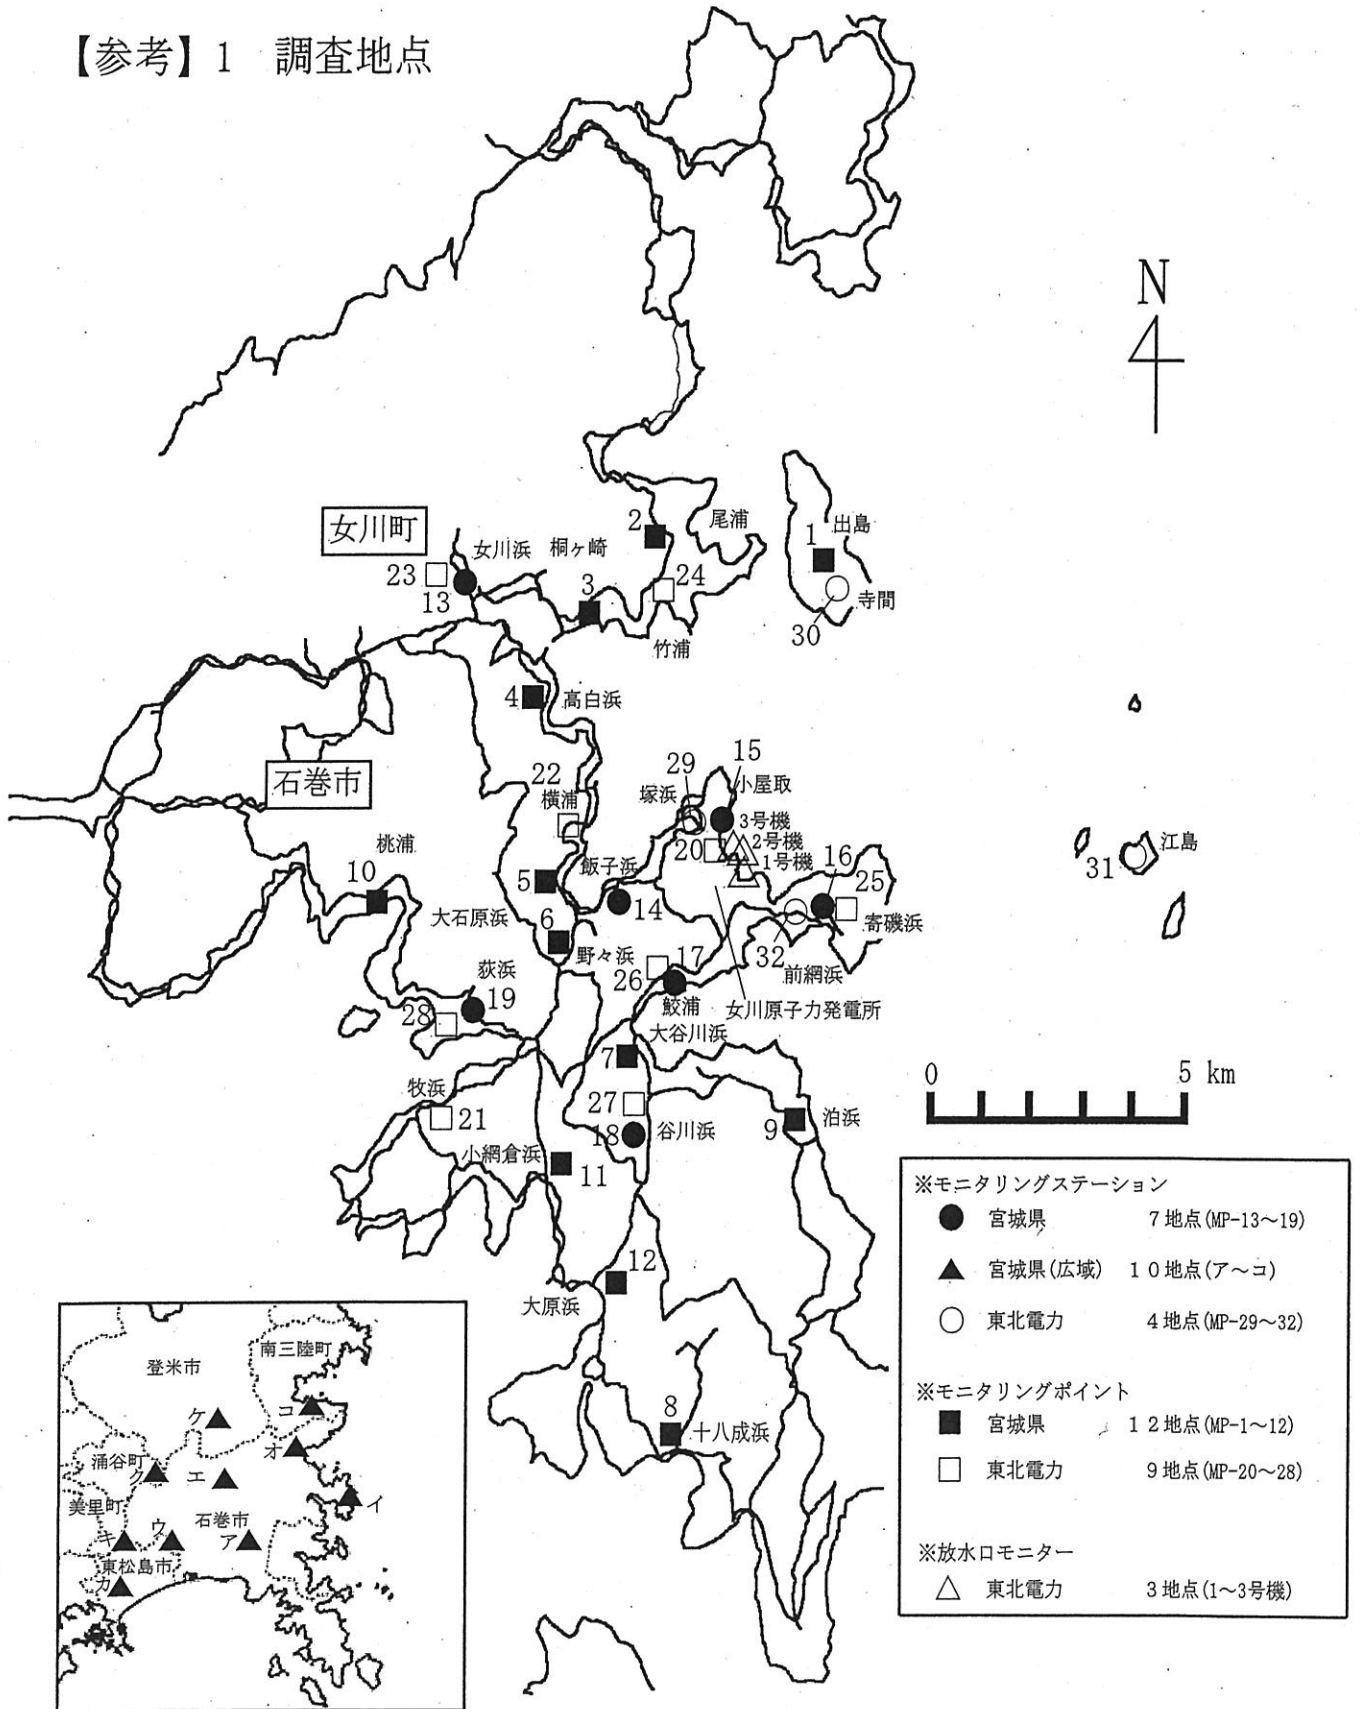 【参考】1 調査地点
N
女川町
2
尾浦
1
出島
女川浜
桐ヶ崎
23
13
3
24
寺間
30
竹浦
4
高白浜
石巻市
22
横浦
29
15
塚浜
小屋取
3号機
2号機
1号機
20
16
25
31
江島
桃浦
10
飯子浜
5
14
大石原浜
6
野々浜
32
寄磯浜
前網浜
26
17
鮫浦
女川原子力発電所
荻浜
19
28
大谷川浜
7
0 5 km
牧浜
21
27
18
谷川浜
9
泊浜
小網倉浜
11
12
大原浜
8
十八成浜
※モニタリングステーション
宮城県 7地点(MP-13～19)
宮城県(広域) 10地点(ア～コ)
東北電力 4地点(MP-29～32)
※モニタリングポイント
宮城県 12地点(MP-1～12)
東北電力 9地点(MP-20～28)
※放水口モニター
東北電力 3地点(1～3号機)
南三陸町
登米市
ケ
コ
オ
涌谷町
ク
エ
イ
美里町
石巻市
キ
ウ
ア
東松島市
カ